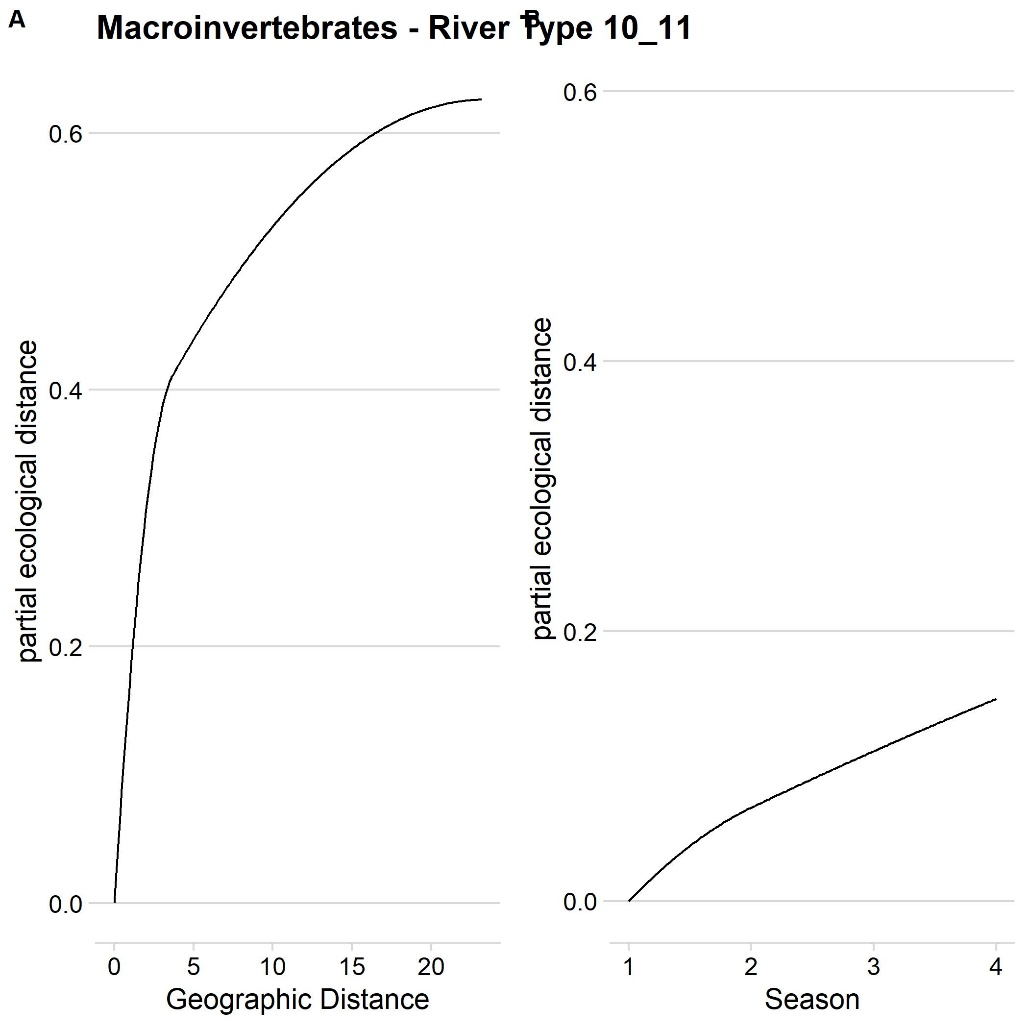 A
Macroinvertebrates - River Type 10_11
B
partial ecological distance
0.6
0.4
0.2
0.0
0 5 10 15 20
Geographic Distance
partial ecological distance
0.6
0.4
0.2
0.0
1 2 3 4
Season